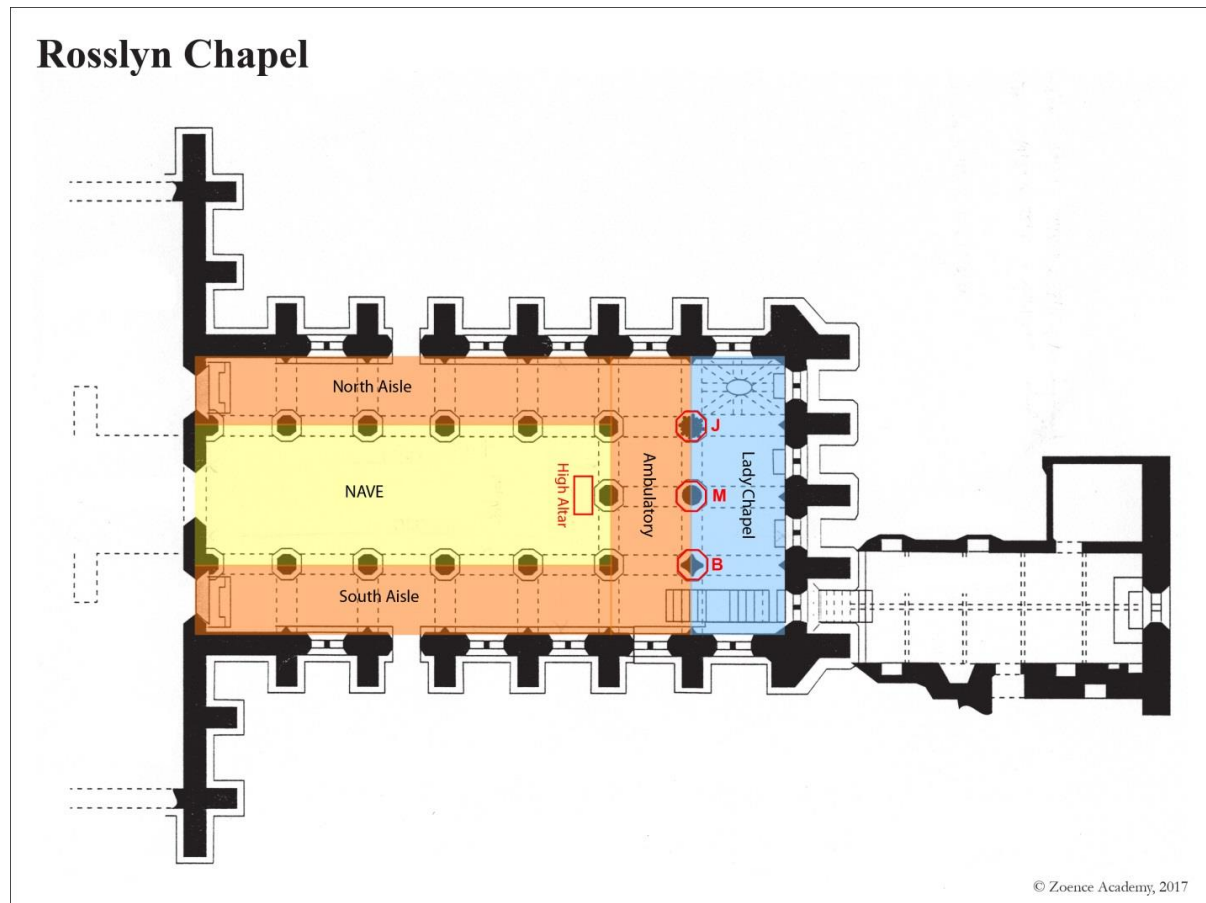 Rosslyn Chapel
North Aisle
J
NAVE
High Altar
Ambulatory
M
Lady Chapel
B
South Aisle
© Zoence Academy, 2017